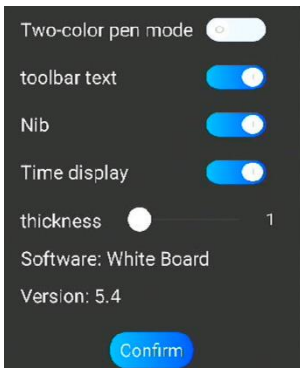 Two-color pen mode
toolbar text
Nib
Time display
thickness 1
Software: White Board
Version: 5.4
Confirm